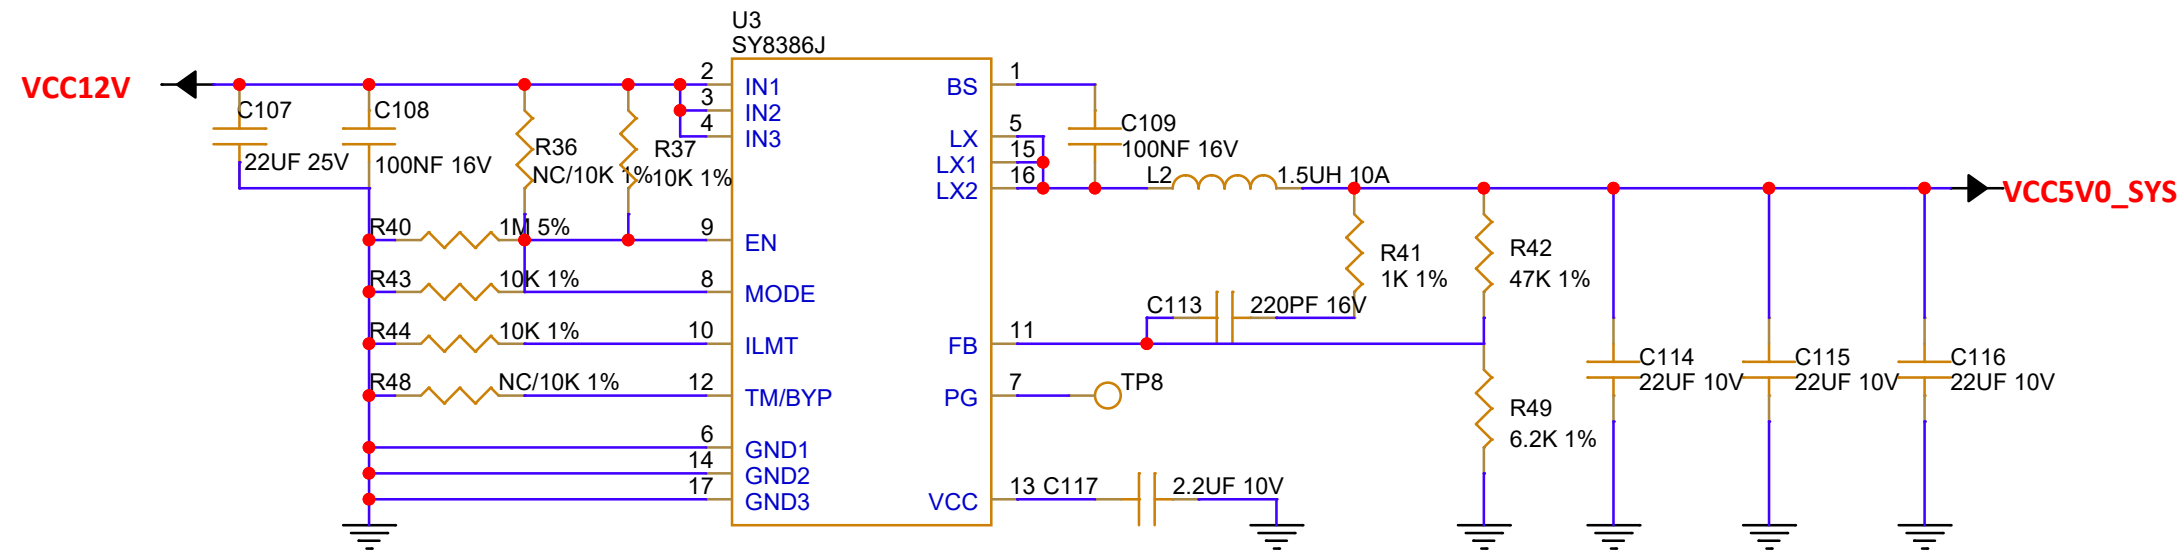 U3
SY8386J
VCC12V
2
IN1
3
IN2
4
IN3
BS
1
C107
22UF 25V
C108
100NF 16V
R36
NC/10K 1%
R37
10K 1%
LX
5
LX1
15
LX2
16
C109
100NF 16V
L2
1.5UH 10A
VCC5V0_SYS
R40
1M 5%
9
EN
R43
10K 1%
8
MODE
R44
10K 1%
10
ILMT
R48
NC/10K 1%
12
TM/BYP
6
GND1
14
GND2
17
GND3
R41
1K 1%
R42
47K 1%
C113
220PF 16V
FB
11
PG
7
TP8
R49
6.2K 1%
VCC
13
C117
2.2UF 10V
C114
22UF 10V
C115
22UF 10V
C116
22UF 10V